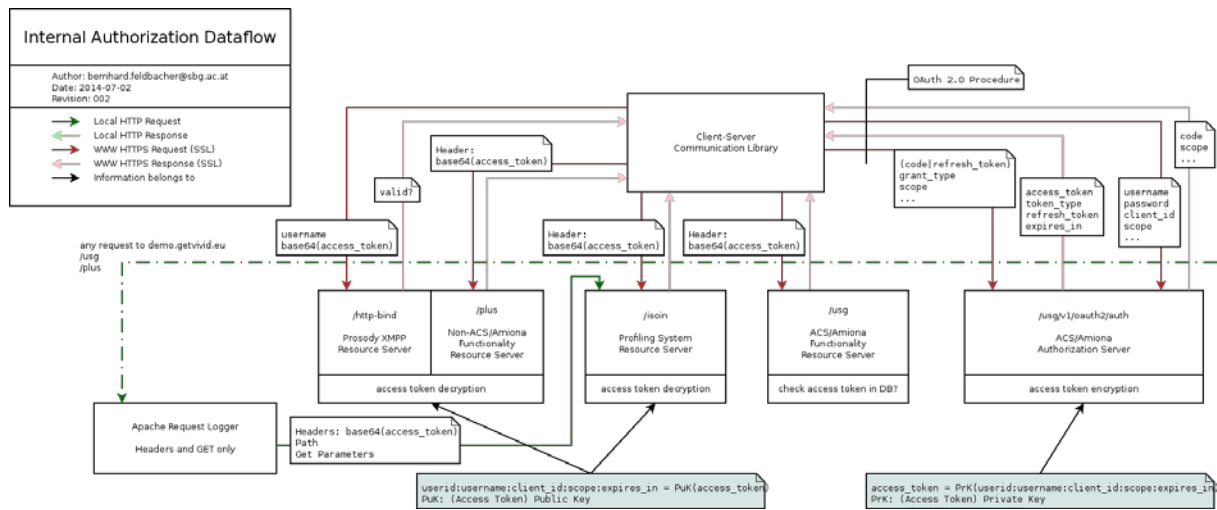 Internal Authorization Dataflow
Author: bernhard.feldbacher@sbg.ac.at
Date: 2014-07-02
Revision: 002
Local HTTP Request
Local HTTP Response
WWW HTTPS Request (SSL)
WWW HTTPS Response (SSL)
Information belongs to
OAuth 2.0 Procedure
Client-Server
Communication Library
Header:
base64(access_token)
valid?
username
base64(access_token)
Header:
base64(access_token)
Header:
base64(access_token)
(code|refresh_token)
grant_type
scope
...
access_token
token_type
refresh_token
expires_in
username
password
client_id
scope
...
code
scope
...
any request to demo.getvivid.eu
/usg
/plus
/http-bind
Prosody XMPP
Resource Server
/plus
Non-ACS/Amiona
Functionality
Resource Server
access token decryption
/isoin
Profiling System
Resource Server
access token decryption
/usg
ACS/Amiona
Functionality
Resource Server
check access token in DB?
/usg/v1/oauth2/auth
ACS/Amiona
Authorization Server
access token encryption
Apache Request Logger
Headers and GET only
Headers: base64(access_token)
Path
Get Parameters
userid:username:client_id:scope:expires_in = PuK(access_token)
PuK: (Access Token) Public Key
access_token = PrK(userid:username:client_id:scope:expires_in)
PrK: (Access Token) Private Key